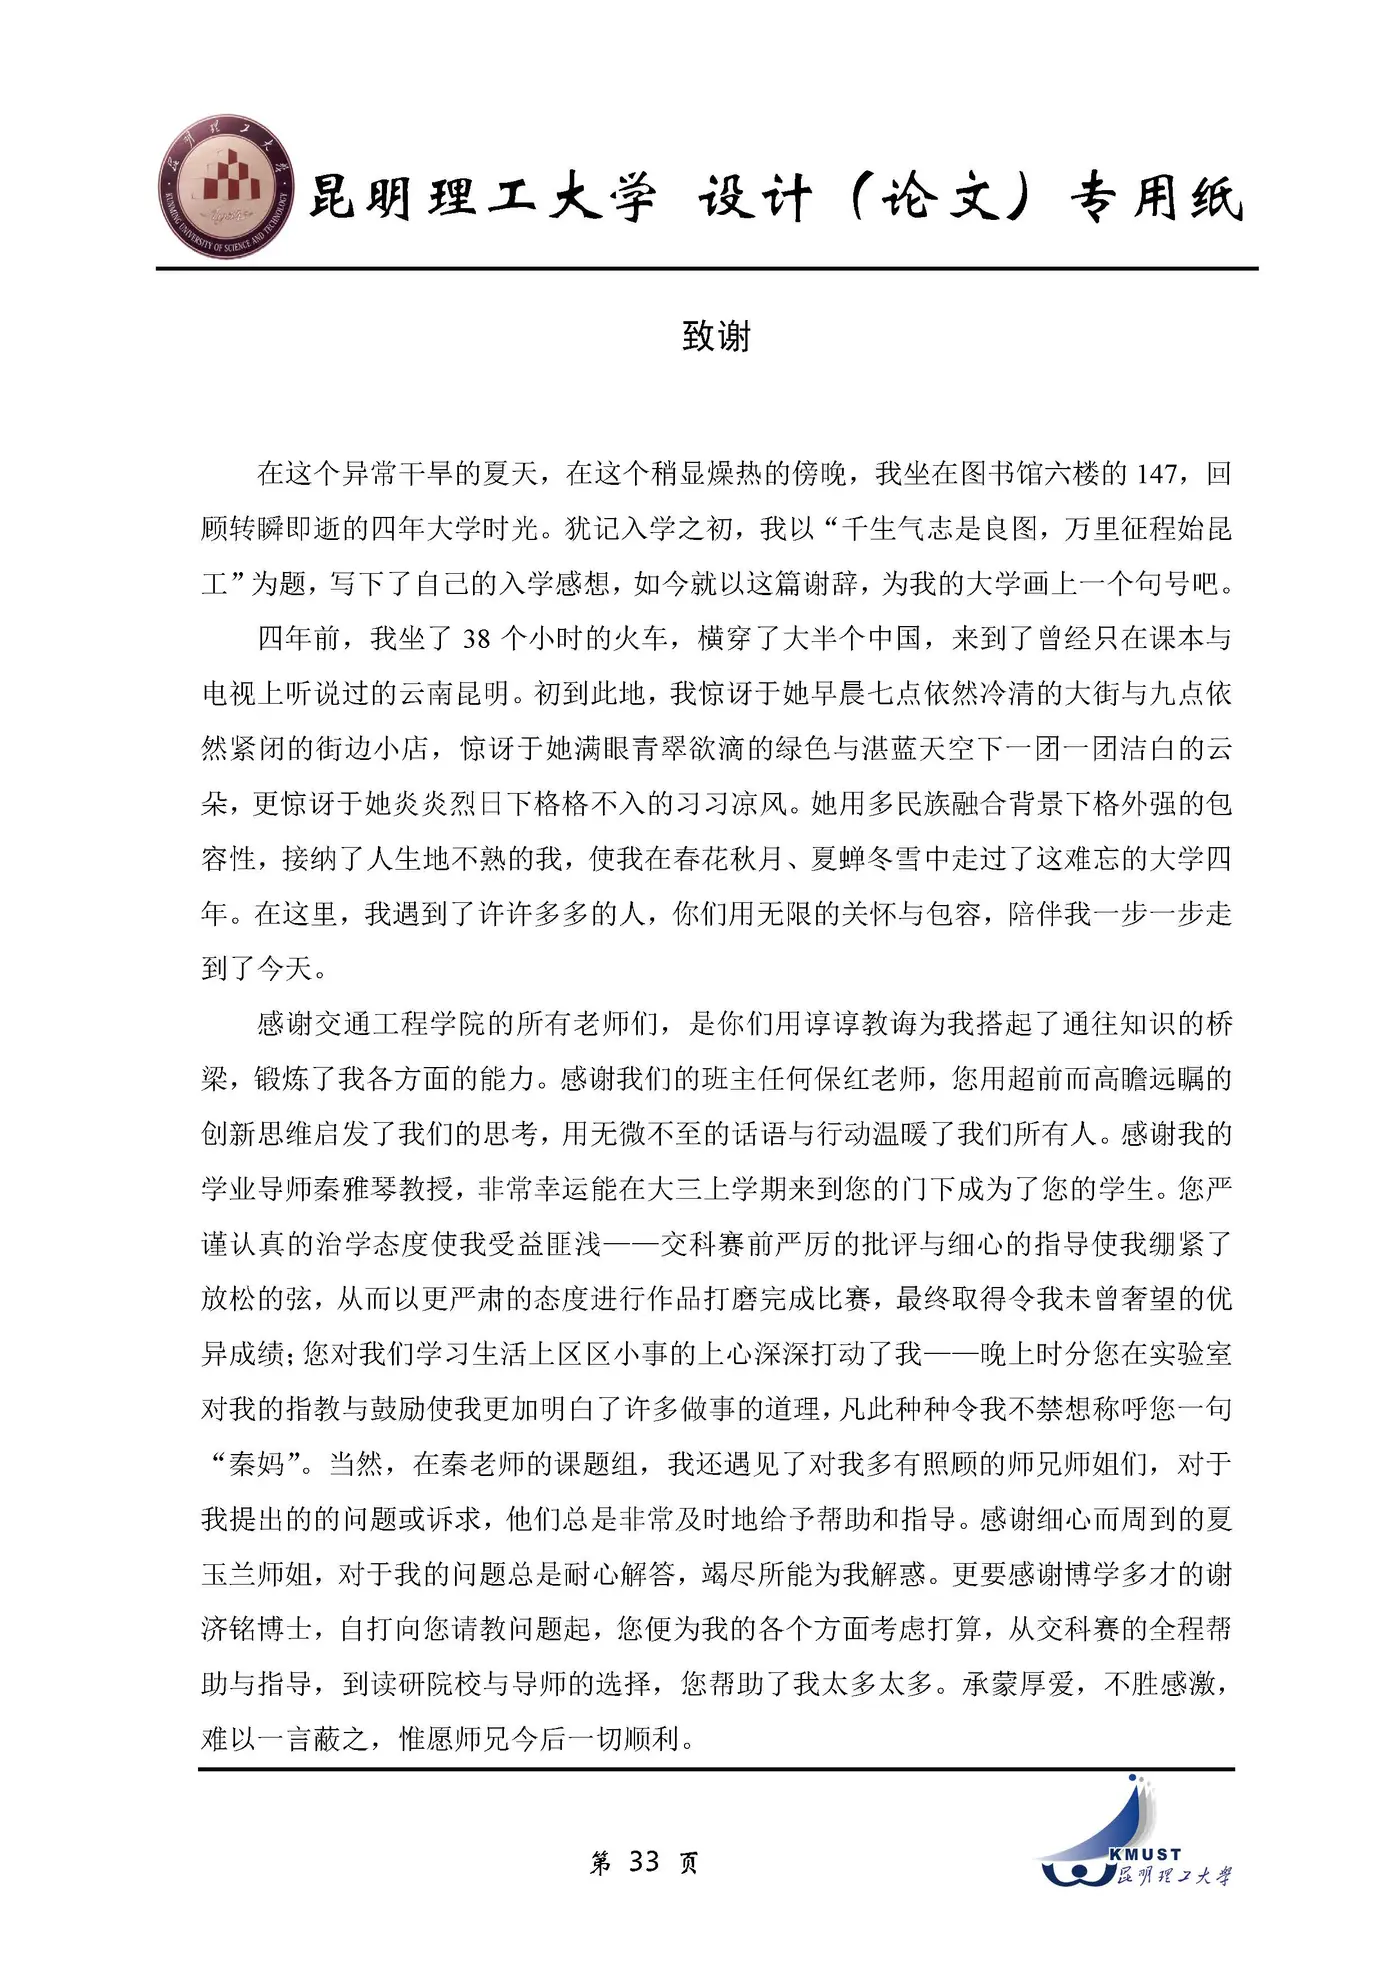 昆明理工大学
KUNMING UNIVERSITY OF SCIENCE AND TECHNOLOGY
昆明理工大学 设计（论文）专用纸
致谢
在这个异常干旱的夏天，在这个稍显燥热的傍晚，我坐在图书馆六楼的 147，回
顾转瞬即逝的四年大学时光。犹记入学之初，我以“千生气志是良图，万里征程始昆
工”为题，写下了自己的入学感想，如今就以这篇谢辞，为我的大学画上一个句号吧。
四年前，我坐了 38 个小时的火车，横穿了大半个中国，来到了曾经只在课本与
电视上听说过的云南昆明。初到此地，我惊讶于她早晨七点依然冷清的大街与九点依
然紧闭的街边小店，惊讶于她满眼青翠欲滴的绿色与湛蓝天空下一团一团洁白的云
朵，更惊讶于她炎炎烈日下格格不入的习习凉风。她用多民族融合背景下格外强的包
容性，接纳了人生地不熟的我，使我在春花秋月、夏蝉冬雪中走过了这难忘的大学四
年。在这里，我遇到了许许多多的人，你们用无限的关怀与包容，陪伴我一步一步走
到了今天。
感谢交通工程学院的所有老师们，是你们用谆谆教诲为我搭起了通往知识的桥
梁，锻炼了我各方面的能力。感谢我们的班主任何保红老师，您用超前而高瞻远瞩的
创新思维启发了我们的思考，用无微不至的话语与行动温暖了我们所有人。感谢我的
学业导师秦雅琴教授，非常幸运能在大三上学期来到您的门下成为了您的学生。您严
谨认真的治学态度使我受益匪浅——交科赛前严厉的批评与细心的指导使我绷紧了
放松的弦，从而以更严肃的态度进行作品打磨完成比赛，最终取得令我未曾奢望的优
异成绩；您对我们学习生活上区区小事的上心深深打动了我——晚上时分您在实验室
对我的指教与鼓励使我更加明白了许多做事的道理，凡此种种令我不禁想称呼您一句
“秦妈”。当然，在秦老师的课题组，我还遇见了对我多有照顾的师兄师姐们，对于
我提出的的问题或诉求，他们总是非常及时地给予帮助和指导。感谢细心而周到的夏
玉兰师姐，对于我的问题总是耐心解答，竭尽所能为我解惑。更要感谢博学多才的谢
济铭博士，自打向您请教问题起，您便为我的各个方面考虑打算，从交科赛的全程帮
助与指导，到读研院校与导师的选择，您帮助了我太多太多。承蒙厚爱，不胜感激，
难以一言蔽之，惟愿师兄今后一切顺利。
第 33 页
KMUST
昆明理工大學